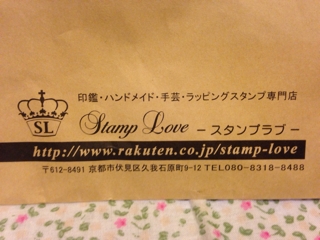 印鑑・ハンドメイド・手芸・ラッピングスタンプ専門店
SL
Stamp Love －スタンプラブ－
http://www.rakuten.co.jp/stamp-love
〒612-8491 京都市伏見区久我石原町9-12 TEL080-8318-8488